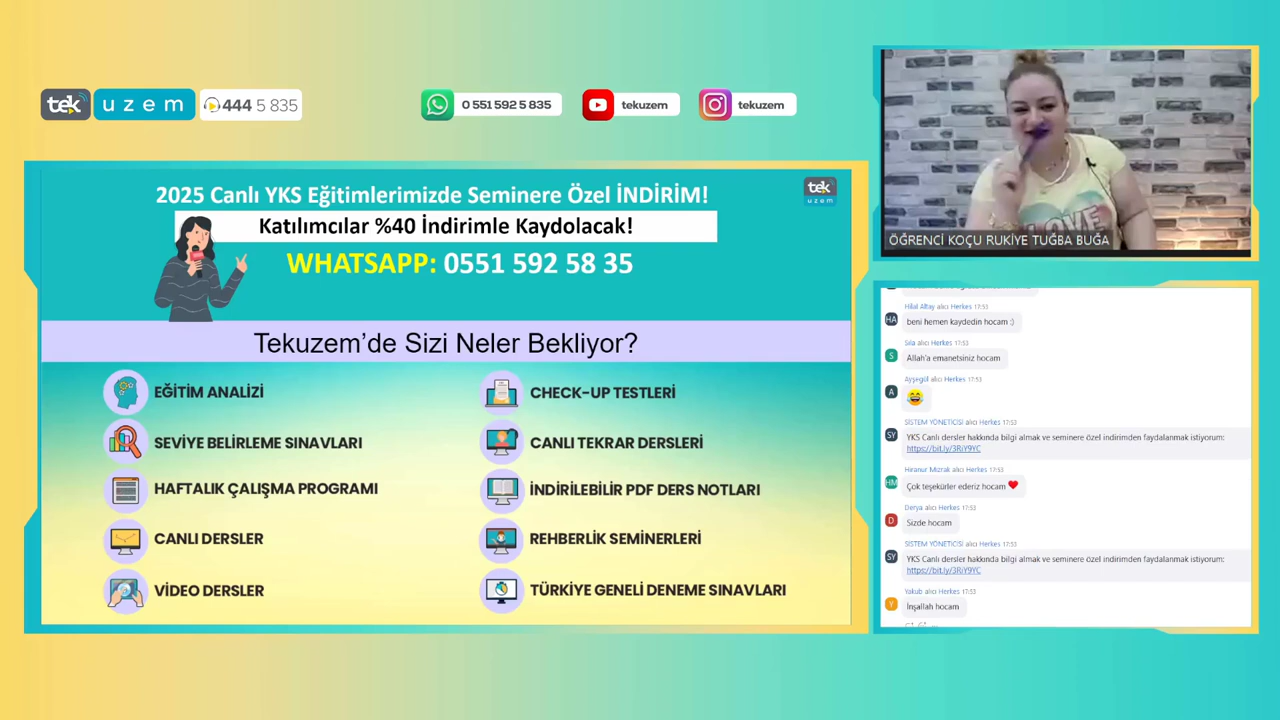 tek uzem 444 5 835
0 551 592 5 835
tekuzem
tekuzem
2025 Canlı YKS Eğitimlerimizde Seminere Özel İNDİRİM!
tek
uzem
Katılımcılar %40 İndirimle Kaydolacak!
WHATSAPP: 0551 592 58 35
Tekuzem’de Sizi Neler Bekliyor?
EĞİTİM ANALİZİ
SEVİYE BELİRLEME SINAVLARI
HAFTALIK ÇALIŞMA PROGRAMI
CANLI DERSLER
VİDEO DERSLER
CHECK-UP TESTLERİ
CANLI TEKRAR DERSLERİ
İNDİRİLEBİLİR PDF DERS NOTLARI
REHBERLİK SEMİNERLERİ
TÜRKİYE GENELİ DENEME SINAVLARI
LOVE
ÖĞRENCİ KOÇU RUKİYE TUĞBA BUĞA
Hilal Altay alıcı Herkes 17:53
HA
beni hemen kaydedin hocam :)
Sıla alıcı Herkes 17:53
S
Allah'a emanetsiniz hocam
Ayşegül alıcı Herkes 17:53
A
SİSTEM YÖNETİCİSİ alıcı Herkes 17:53
SY
YKS Canlı dersler hakkında bilgi almak ve seminere özel indirimden faydalanmak istiyorum:
https://bit.ly/3RiY9YC
Hiranur Mızrak alıcı Herkes 17:53
HM
Çok teşekürler ederiz hocam
Derya alıcı Herkes 17:53
D
Sizde hocam
SİSTEM YÖNETİCİSİ alıcı Herkes 17:53
SY
YKS Canlı dersler hakkında bilgi almak ve seminere özel indirimden faydalanmak istiyorum:
https://bit.ly/3RiY9YC
Yakub alıcı Herkes 17:53
Y
İnşallah hocam